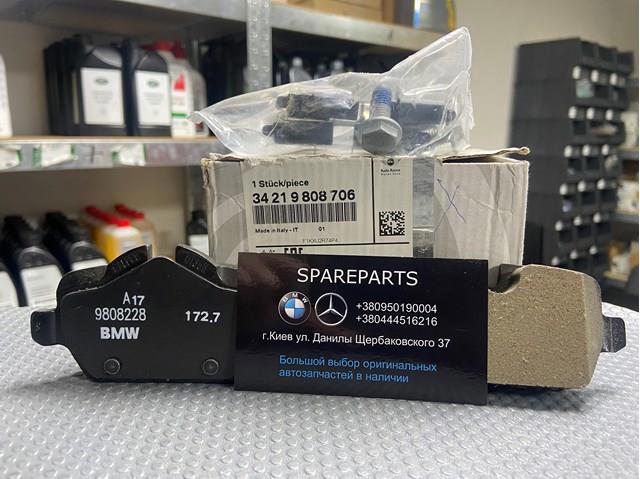 1 Stück/piece
34 21 9 808 706
Made in Italy - IT 01
A17
9808228
172.7
BMW
SPAREPARTS
+380950190004
+380444516216
г.Киев ул. Данилы Щербаковского 37
Большой выбор оригинальных
автозапчастей в наличии